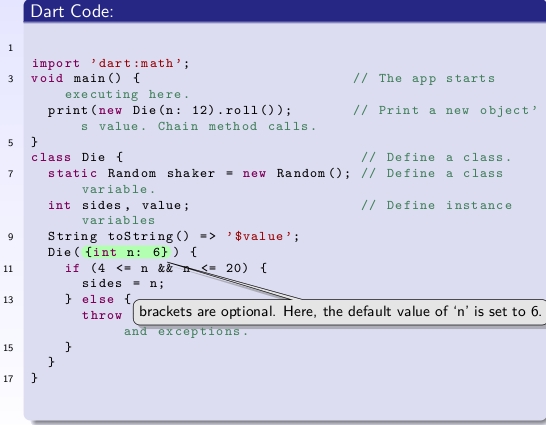 Dart Code:
1
import 'dart:math';
3 void main() { // The app starts
executing here.
print(new Die(n: 12).roll()); // Print a new object'
s value. Chain method calls.
5 }
class Die { // Define a class.
7 static Random shaker = new Random(); // Define a class
variable.
int sides, value; // Define instance
variables
9 String toString() => '$value';
Die({int n: 6}) {
11 if (4 <= n && n <= 20) {
sides = n;
13 } else {
brackets are optional. Here, the default value of ‘n’ is set to 6.
throw
and exceptions.
15 }
}
17 }